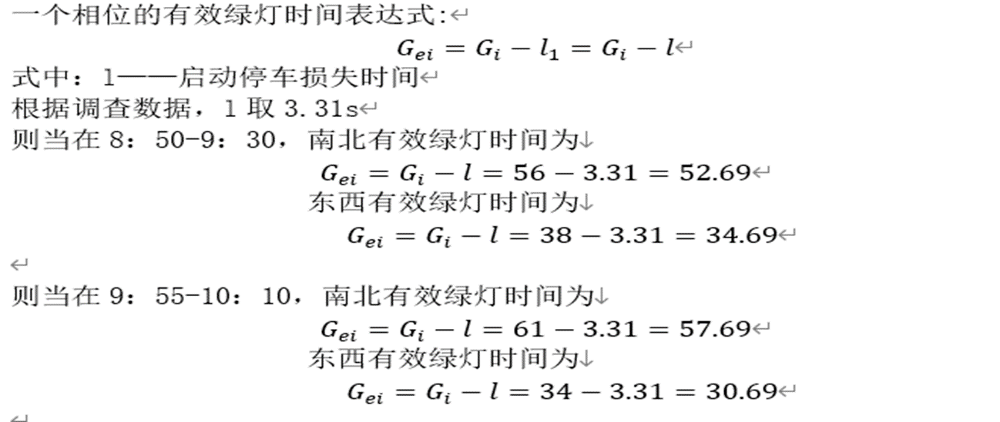 一个相位的有效绿灯时间表达式:↵
G_{ei} = G_i − l_1 = G_i − l↵
式中：l——启动停车损失时间↵
根据调查数据，l 取 3.31s↵
则当在 8：50-9：30，南北有效绿灯时间为↓
G_{ei} = G_i − l = 56 − 3.31 = 52.69↵
东西有效绿灯时间为↓
G_{ei} = G_i − l = 38 − 3.31 = 34.69↵
↵
则当在 9：55-10：10，南北有效绿灯时间为↓
G_{ei} = G_i − l = 61 − 3.31 = 57.69↵
东西有效绿灯时间为↓
G_{ei} = G_i − l = 34 − 3.31 = 30.69↵
↵